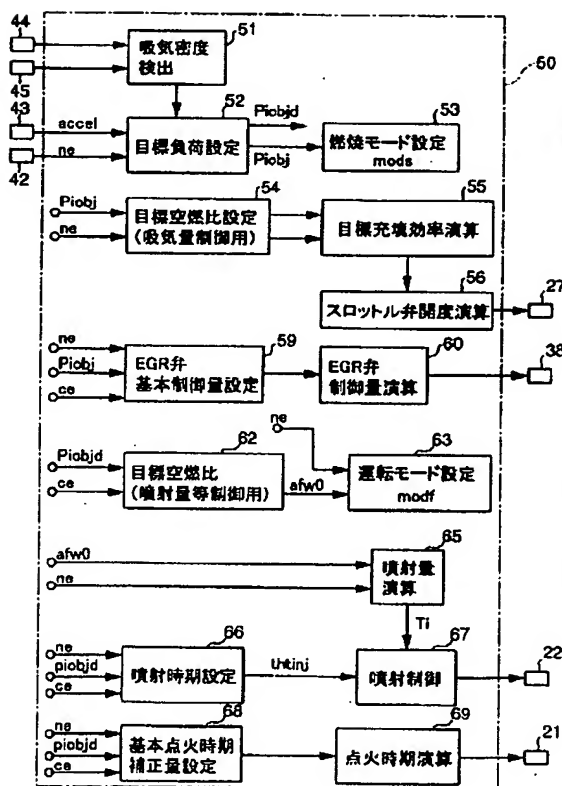 44
51
吸気密度
検出
50
45
43
accel
52
Piobjd
53
目標負荷設定
燃焼モード設定
mods
ne
Piobj
42
Piobj
54
55
目標空燃比設定
(吸気量制御用)
目標充填効率演算
ne
56
スロットル弁開度演算
27
ne
59
60
38
Piobj
EGR弁
基本制御量設定
EGR弁
制御量演算
ce
ne
62
63
Piobjd
目標空燃比
(噴射量等制御用)
運転モード設定
modf
ce
afw0
afw0
65
噴射量
演算
ne
Ti
ne
66
67
22
piobjd
噴射時期設定
thtinj
噴射制御
ce
ne
68
69
21
piobjd
基本点火時期
補正量設定
点火時期演算
ce